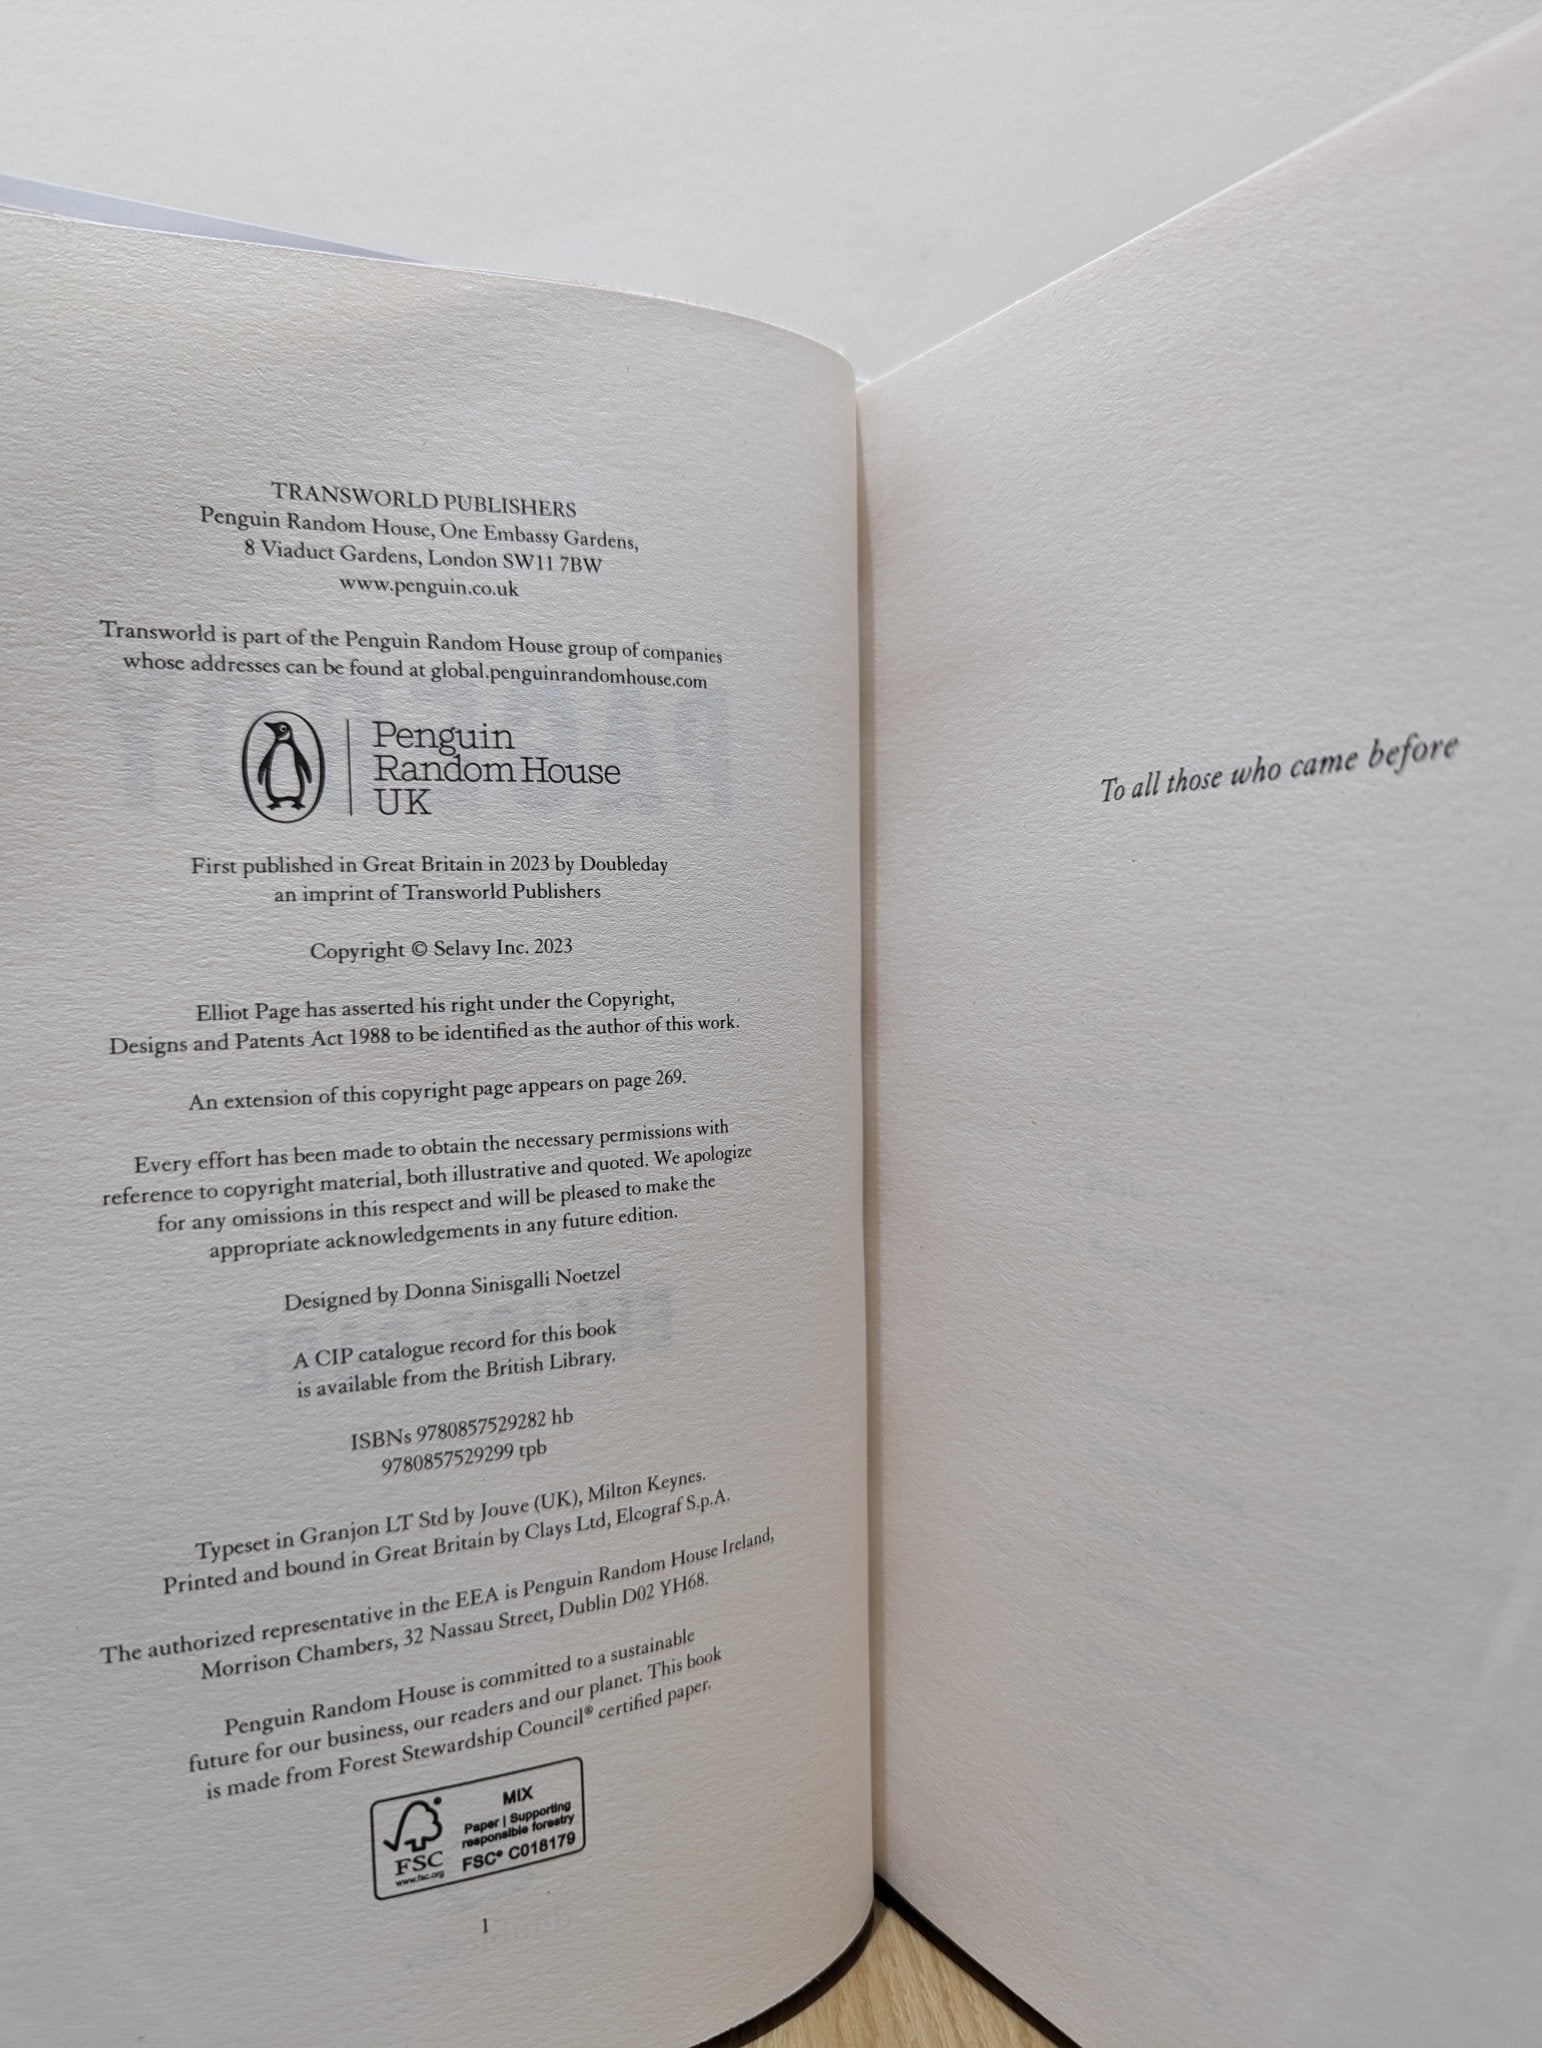 TRANSWORLD PUBLISHERS
Penguin Random House, One Embassy Gardens,
8 Viaduct Gardens, London SW11 7BW
www.penguin.co.uk
Transworld is part of the Penguin Random House group of companies
whose addresses can be found at global.penguinrandomhouse.com
Penguin
Random House
UK
First published in Great Britain in 2023 by Doubleday
an imprint of Transworld Publishers
Copyright © Selavy Inc. 2023
Elliot Page has asserted his right under the Copyright,
Designs and Patents Act 1988 to be identified as the author of this work.
An extension of this copyright page appears on page 269.
Every effort has been made to obtain the necessary permissions with
reference to copyright material, both illustrative and quoted. We apologize
for any omissions in this respect and will be pleased to make the
appropriate acknowledgements in any future edition.
Designed by Donna Sinisgalli Noetzel
A CIP catalogue record for this book
is available from the British Library.
ISBNs 9780857529282 hb
9780857529299 tpb
Typeset in Granjon LT Std by Jouve (UK), Milton Keynes.
Printed and bound in Great Britain by Clays Ltd, Elcograf S.p.A.
The authorized representative in the EEA is Penguin Random House Ireland,
Morrison Chambers, 32 Nassau Street, Dublin D02 YH68.
Penguin Random House is committed to a sustainable
future for our business, our readers and our planet. This book
is made from Forest Stewardship Council® certified paper.
FSC
www.fsc.org
MIX
Paper | Supporting
responsible forestry
FSC® C018179
1
To all those who came before